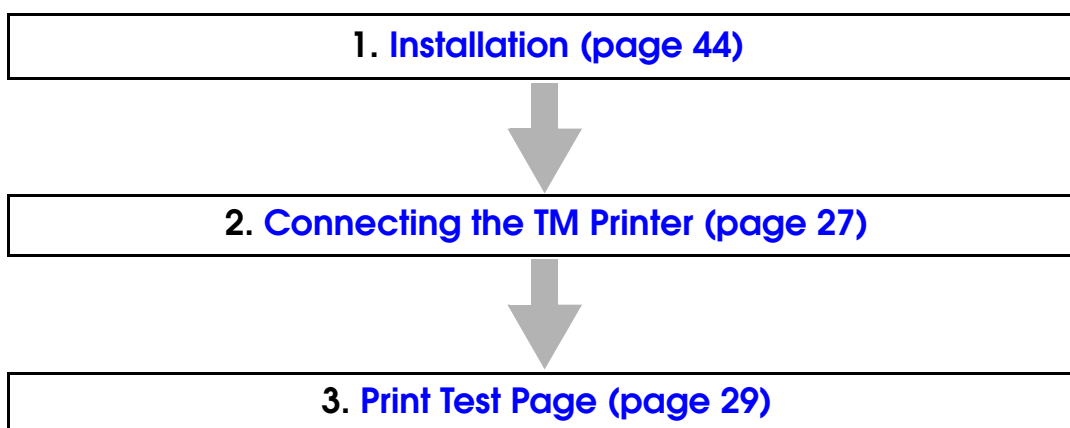 1. Installation (page 44)
2. Connecting the TM Printer (page 27)
3. Print Test Page (page 29)